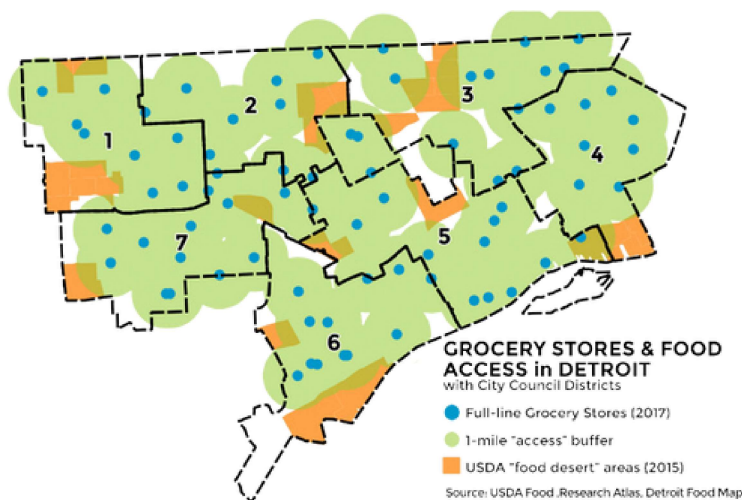 1
2
3
4
5
6
7
GROCERY STORES & FOOD
ACCESS in DETROIT
with City Council Districts
Full-line Grocery Stores (2017)
1-mile "access" buffer
USDA "food desert" areas (2015)
Source: USDA Food ,Research Atlas, Detroit Food Map